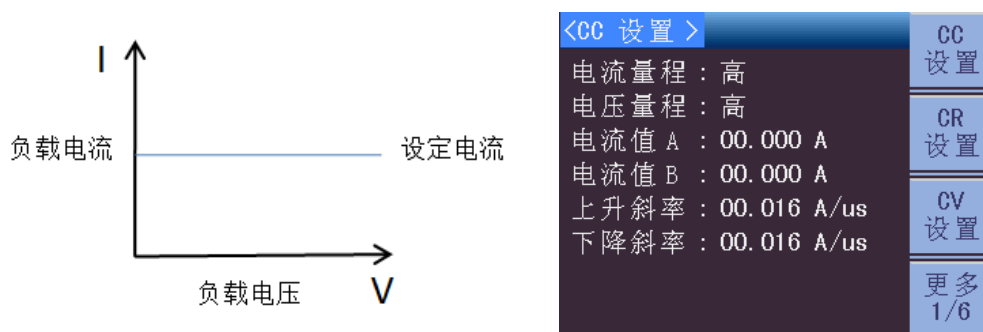 I
负载电流
设定电流
负载电压
V
<CC 设置 >
电流量程 : 高
电压量程 : 高
电流值 A : 00.000 A
电流值 B : 00.000 A
上升斜率 : 00.016 A/us
下降斜率 : 00.016 A/us
CC
设置
CR
设置
CV
设置
更多
1/6